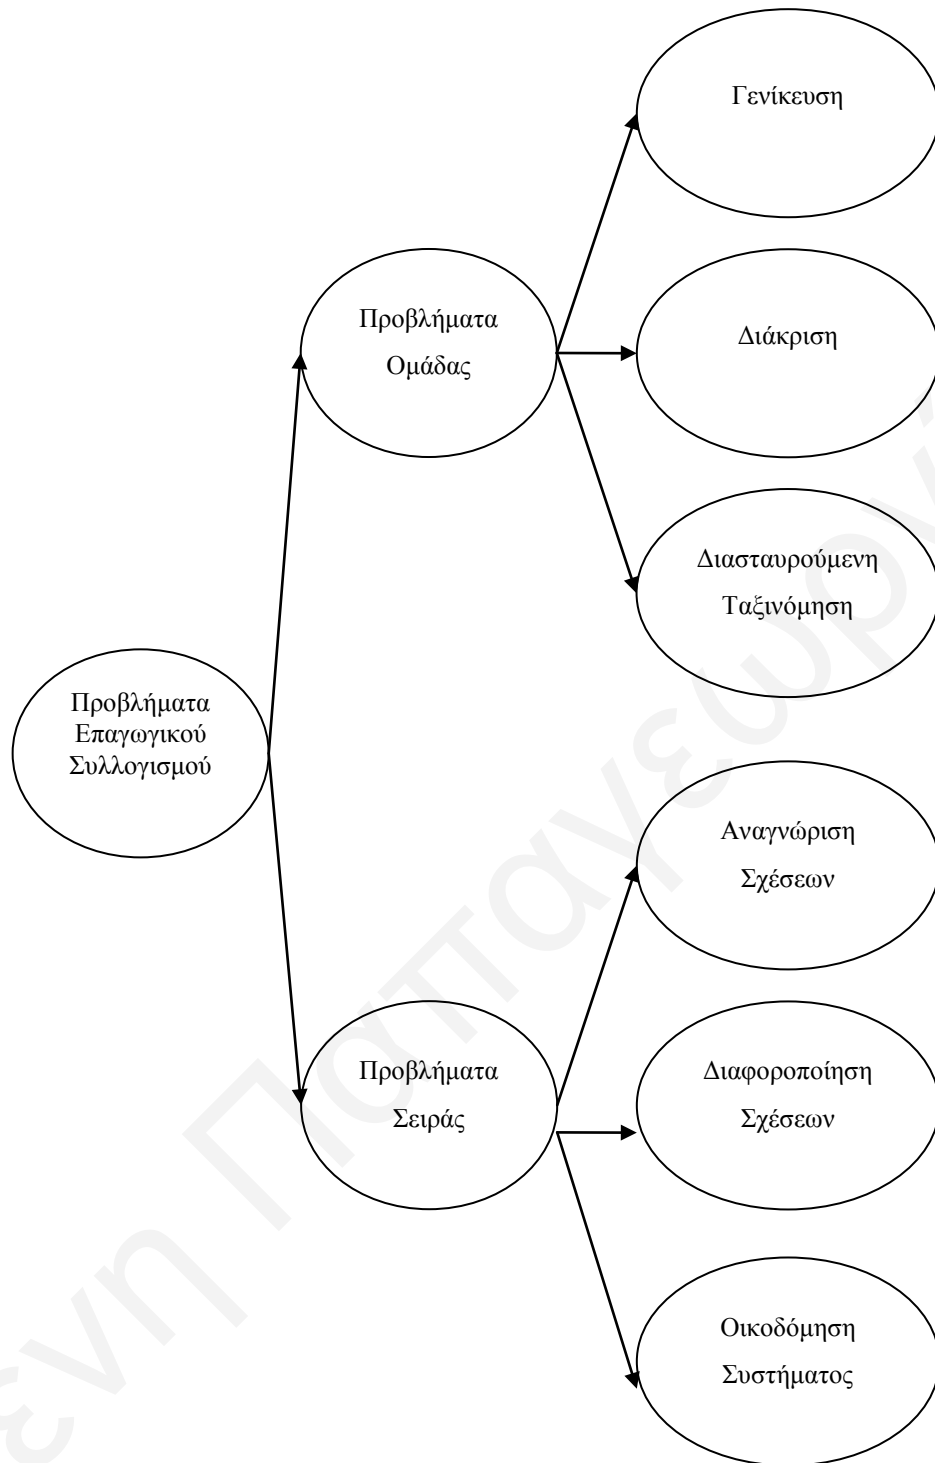 Γενίκευση
Προβλήματα
Ομάδας
Διάκριση
Διασταυρούμενη
Ταξινόμηση
Προβλήματα
Επαγωγικού
Συλλογισμού
Αναγνώριση
Σχέσεων
Προβλήματα
Σειράς
Διαφοροποίηση
Σχέσεων
Οικοδόμηση
Συστήματος